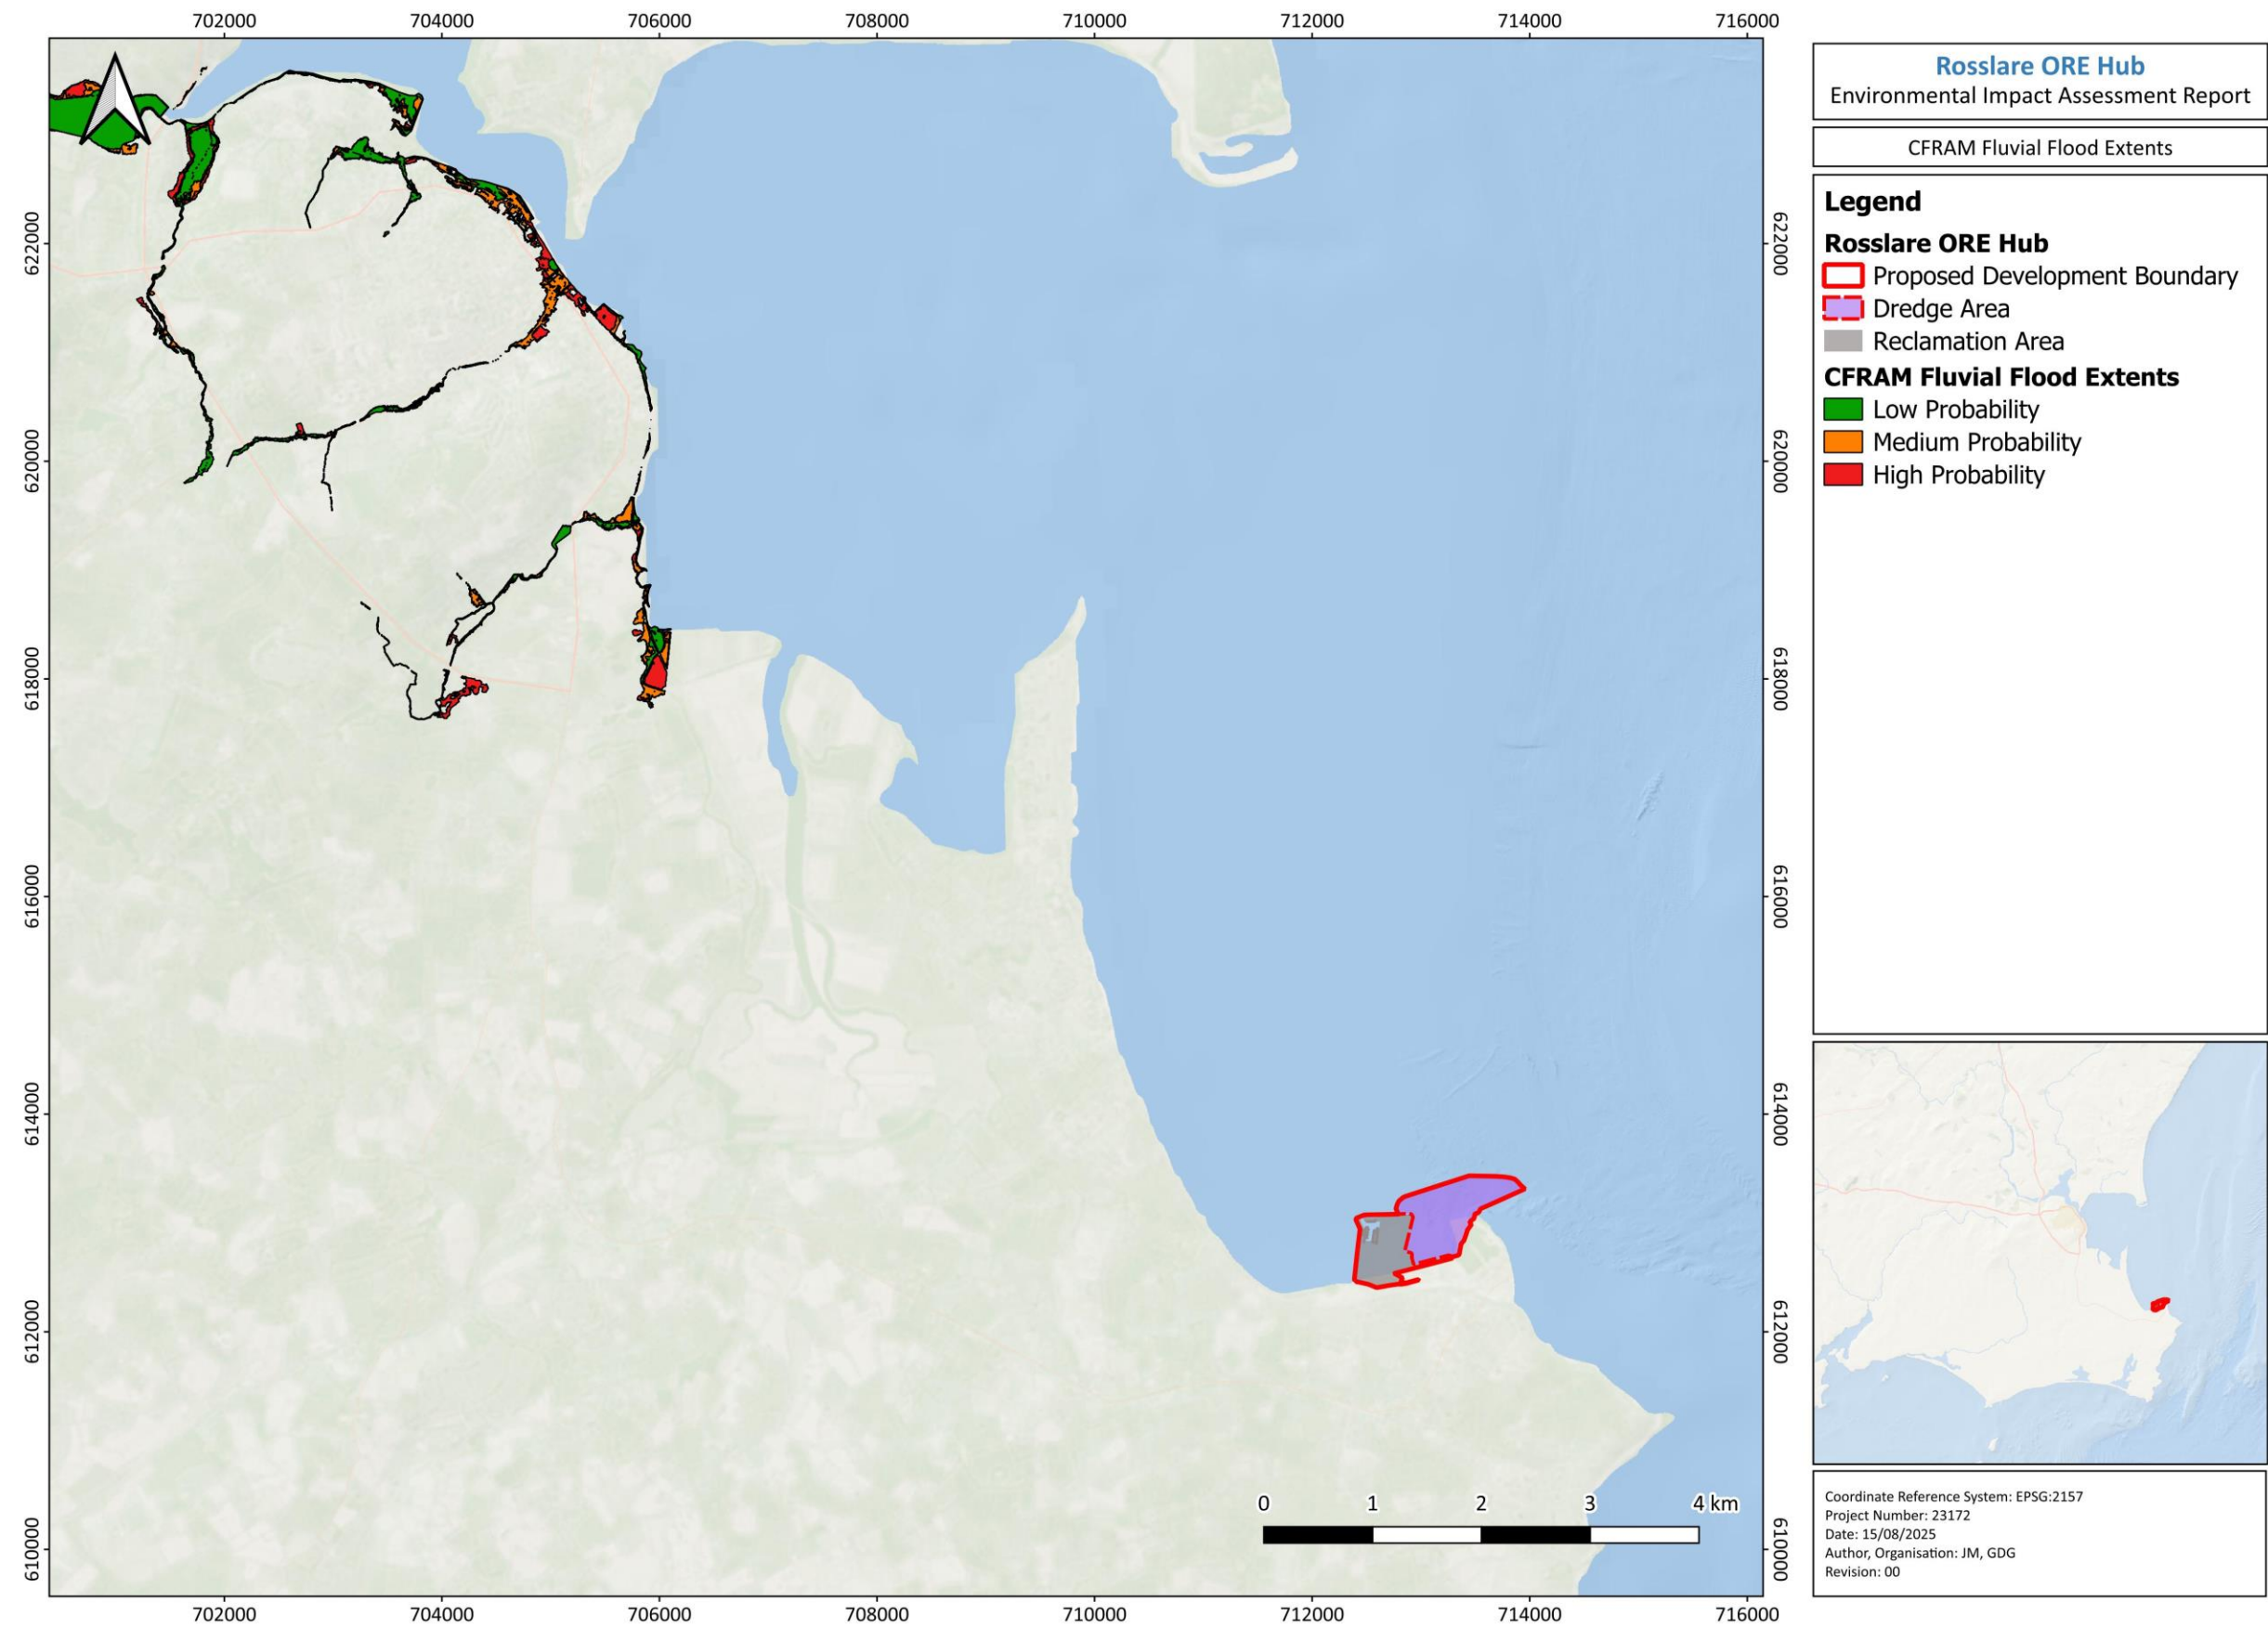 702000 704000 706000 708000 710000 712000 714000 716000
622000
620000
618000
616000
614000
612000
610000
622000
620000
618000
616000
614000
612000
610000
0 1 2 3 4 km
702000 704000 706000 708000 710000 712000 714000 716000
Rosslare ORE Hub
Environmental Impact Assessment Report
CFRAM Fluvial Flood Extents
Legend
Rosslare ORE Hub
Proposed Development Boundary
Dredge Area
Reclamation Area
CFRAM Fluvial Flood Extents
Low Probability
Medium Probability
High Probability
Coordinate Reference System: EPSG:2157
Project Number: 23172
Date: 15/08/2025
Author, Organisation: JM, GDG
Revision: 00